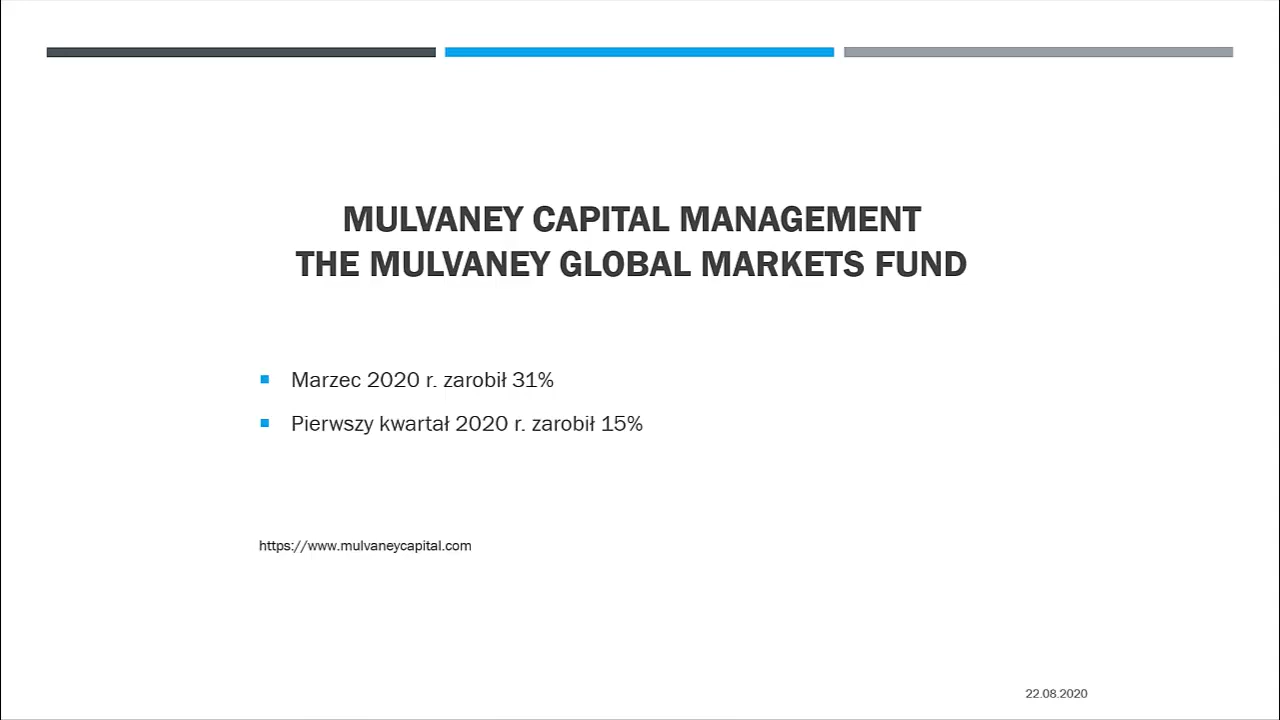 MULVANEY CAPITAL MANAGEMENT
THE MULVANEY GLOBAL MARKETS FUND
Marzec 2020 r. zarobił 31%
Pierwszy kwartał 2020 r. zarobił 15%
https://www.mulvaneycapital.com
22.08.2020